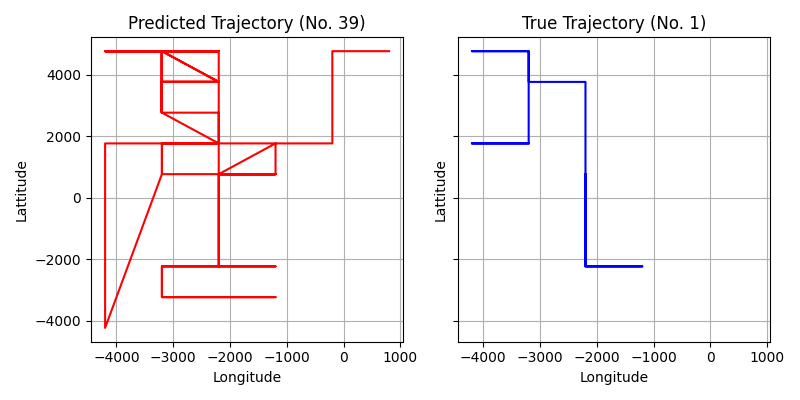 Predicted Trajectory (No. 39)
True Trajectory (No. 1)
Lattitude
4000
2000
0
−2000
−4000
−4000 −3000 −2000 −1000 0 1000
Longitude
Lattitude
−4000 −3000 −2000 −1000 0 1000
Longitude